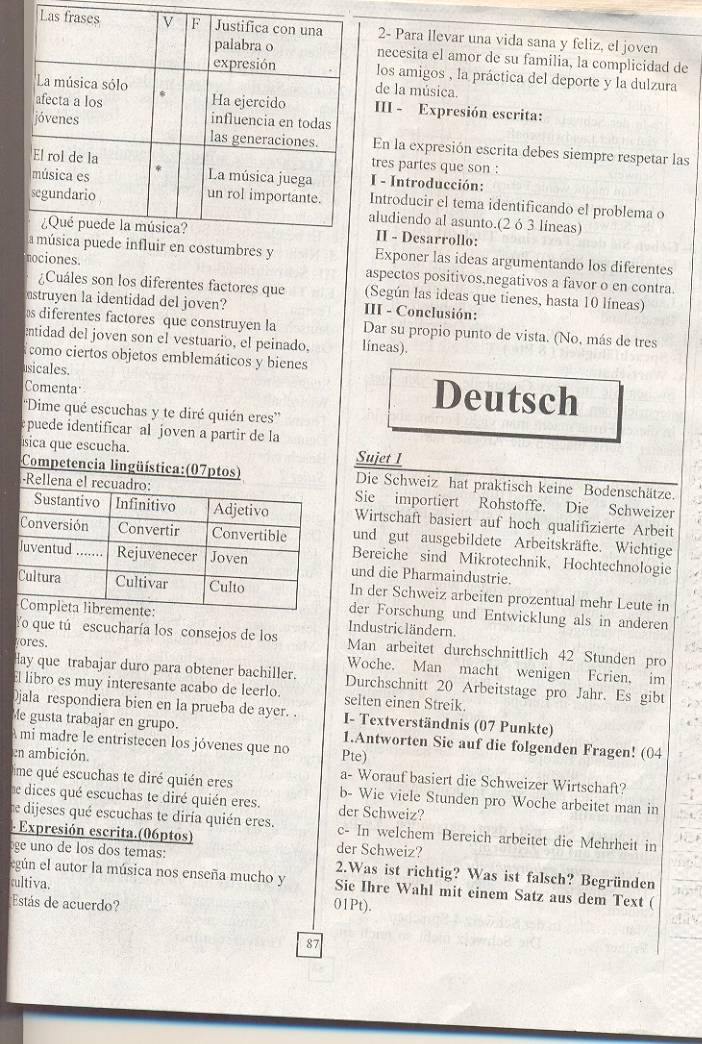 Las frases V F Justifica con una
palabra o
expresión
La música sólo
afecta a los
jóvenes
* Ha ejercido
influencia en todas
las generaciones.
El rol de la
música es
segundario
* La música juega
un rol importante.
¿Qué puede la música?
a música puede influir en costumbres y
nociones.
¿Cuáles son los diferentes factores que
nstruyen la identidad del joven?
os diferentes factores que construyen la
entidad del joven son el vestuario, el peinado,
como ciertos objetos emblemáticos y bienes
usicales.
Comenta:
“Dime qué escuchas y te diré quién eres”
e puede identificar al joven a partir de la
úsica que escucha.
Competencia lingüística:(07ptos)
-Rellena el recuadro:
Sustantivo Infinitivo Adjetivo
Conversión Convertir Convertible
Juventud ....... Rejuvenecer Joven
Cultura Cultivar Culto
-Completa libremente:
Yo que tú escucharía los consejos de los
yores.
Hay que trabajar duro para obtener bachiller.
El libro es muy interesante acabo de leerlo.
Ojala respondiera bien en la prueba de ayer. .
Me gusta trabajar en grupo.
A mi madre le entristecen los jóvenes que no
en ambición.
ime qué escuchas te diré quién eres
e dices qué escuchas te diré quién eres.
e dijeses qué escuchas te diría quién eres.
- Expresión escrita.(06ptos)
oge uno de los dos temas:
egún el autor la música nos enseña mucho y
cultiva.
Estás de acuerdo?
2- Para llevar una vida sana y feliz, el joven
necesita el amor de su familia, la complicidad de
los amigos , la práctica del deporte y la dulzura
de la música.
III - Expresión escrita:
En la expresión escrita debes siempre respetar las
tres partes que son :
I - Introducción:
Introducir el tema identificando el problema o
aludiendo al asunto.(2 ó 3 líneas)
II - Desarrollo:
Exponer las ideas argumentando los diferentes
aspectos positivos,negativos a favor o en contra.
(Según las ideas que tienes, hasta 10 líneas)
III - Conclusión:
Dar su propio punto de vista. (No, más de tres
líneas).
Deutsch
Sujet I
Die Schweiz hat praktisch keine Bodenschätze.
Sie importiert Rohstoffe. Die Schweizer
Wirtschaft basiert auf hoch qualifizierte Arbeit
und gut ausgebildete Arbeitskräfte. Wichtige
Bereiche sind Mikrotechnik, Hochtechnologie
und die Pharmaindustrie.
In der Schweiz arbeiten prozentual mehr Leute in
der Forschung und Entwicklung als in anderen
Industrieländern.
Man arbeitet durchschnittlich 42 Stunden pro
Woche. Man macht wenigen Ferien, im
Durchschnitt 20 Arbeitstage pro Jahr. Es gibt
selten einen Streik.
I- Textverständnis (07 Punkte)
1.Antworten Sie auf die folgenden Fragen! (04
Pte)
a- Worauf basiert die Schweizer Wirtschaft?
b- Wie viele Stunden pro Woche arbeitet man in
der Schweiz?
c- In welchem Bereich arbeitet die Mehrheit in
der Schweiz?
2.Was ist richtig? Was ist falsch? Begründen
Sie Ihre Wahl mit einem Satz aus dem Text (
01Pt).
87